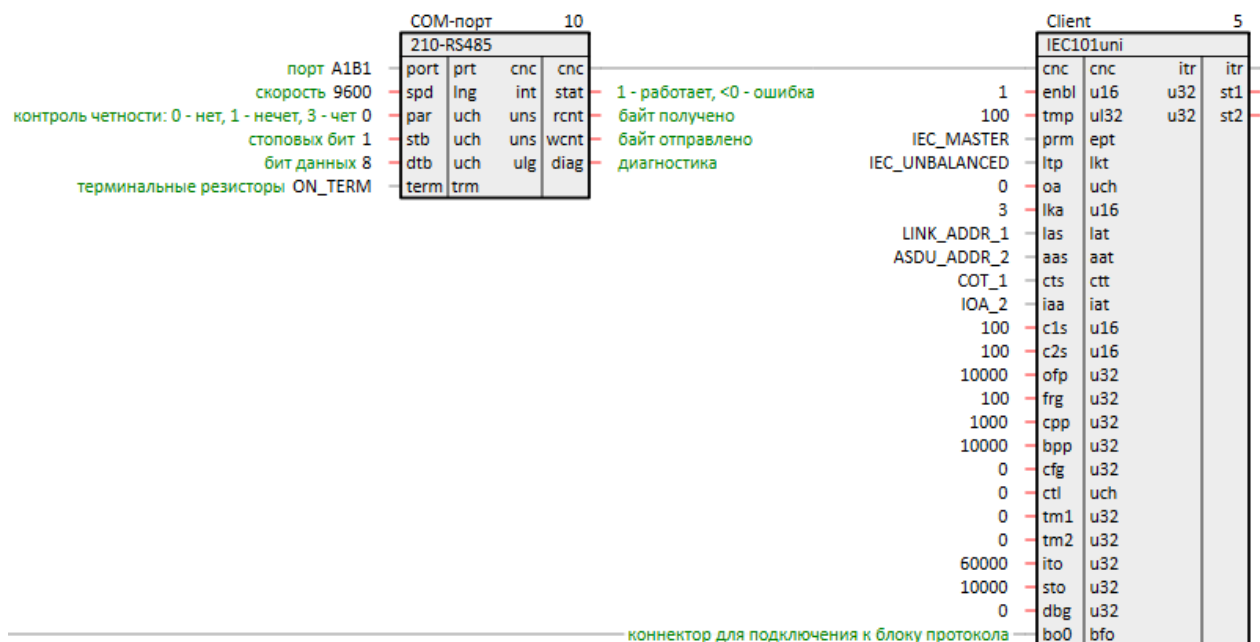 COM-порт 10
210-RS485
порт A1B1 port prt cnc cnc
скорость 9600 spd lng int stat 1 - работает, <0 - ошибка
контроль четности: 0 - нет, 1 - нечет, 3 - чет 0 par uch uns rcnt байт получено
стоповых бит 1 stb uch uns wcnt байт отправлено
бит данных 8 dtb uch ulg diag диагностика
терминальные резисторы ON_TERM term trm
Client 5
IEC101uni
cnc cnc itr itr
1 enbl u16 u32 st1
100 tmp ul32 u32 st2
IEC_MASTER prm ept
IEC_UNBALANCED ltp lkt
0 oa uch
3 lka u16
LINK_ADDR_1 las lat
ASDU_ADDR_2 aas aat
COT_1 cts ctt
IOA_2 iaa iat
100 c1s u16
100 c2s u16
10000 ofp u32
100 frg u32
1000 cpp u32
10000 bpp u32
0 cfg u32
0 ctl uch
0 tm1 u32
0 tm2 u32
60000 ito u32
10000 sto u32
0 dbg u32
коннектор для подключения к блоку протокола bo0 bfo